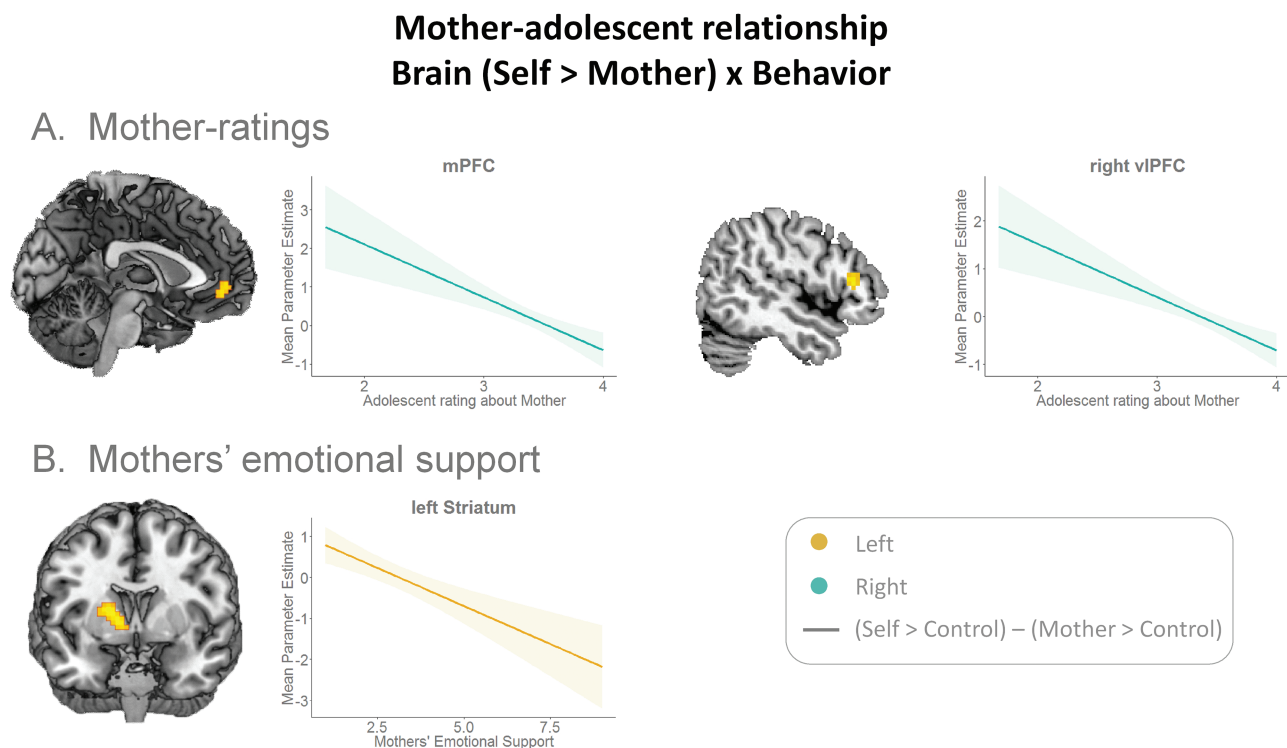 Mother-adolescent relationship
Brain (Self > Mother) x Behavior
A. Mother-ratings
mPFC
Mean Parameter Estimate
3
2
1
0
-1
2
3
4
Adolescent rating about Mother
right vlPFC
Mean Parameter Estimate
2
1
0
-1
2
3
4
Adolescent rating about Mother
B. Mothers’ emotional support
left Striatum
Mean Parameter Estimate
1
0
-1
-2
-3
2.5
5.0
7.5
Mothers' Emotional Support
Left
Right
(Self > Control) – (Mother > Control)